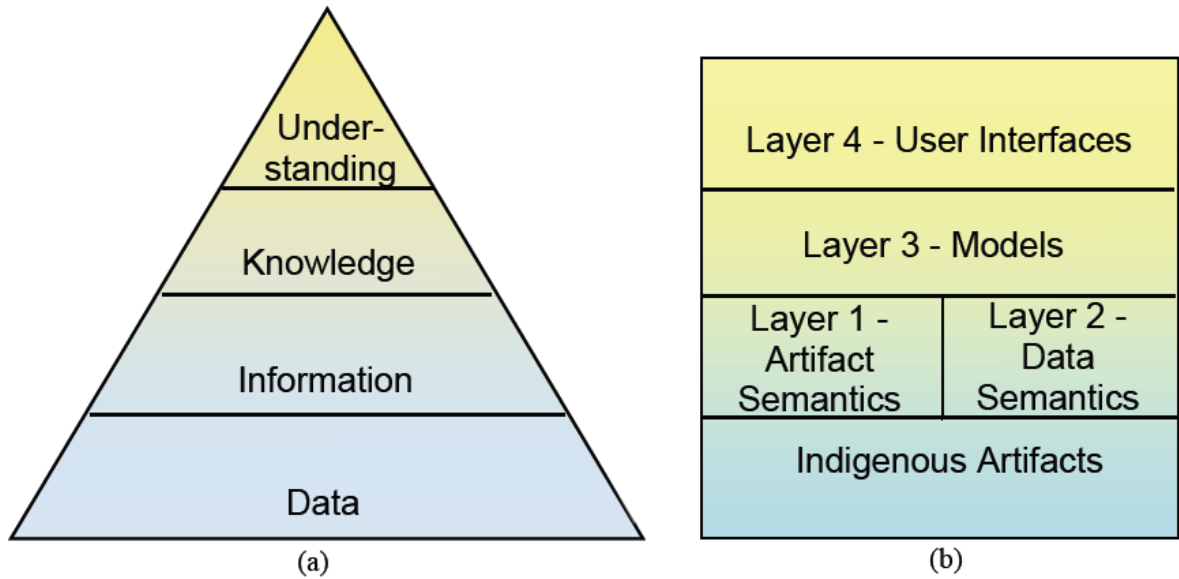 Under-
standing
Knowledge
Information
Data
(a)
Layer 4 - User Interfaces
Layer 3 - Models
Layer 1 -
Artifact
Semantics
Layer 2 -
Data
Semantics
Indigenous Artifacts
(b)